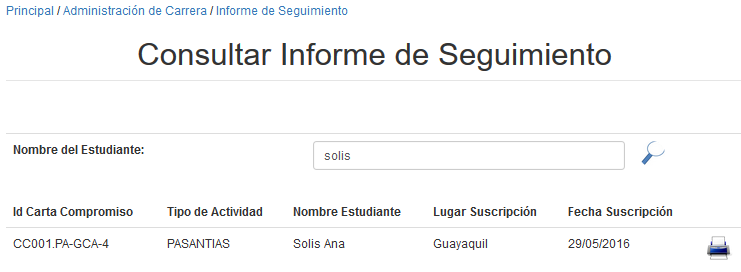 Principal / Administración de Carrera / Informe de Seguimiento
Consultar Informe de Seguimiento
Nombre del Estudiante: solis
Id Carta Compromiso Tipo de Actividad Nombre Estudiante Lugar Suscripción Fecha Suscripción
CC001.PA-GCA-4 PASANTIAS Solis Ana Guayaquil 29/05/2016